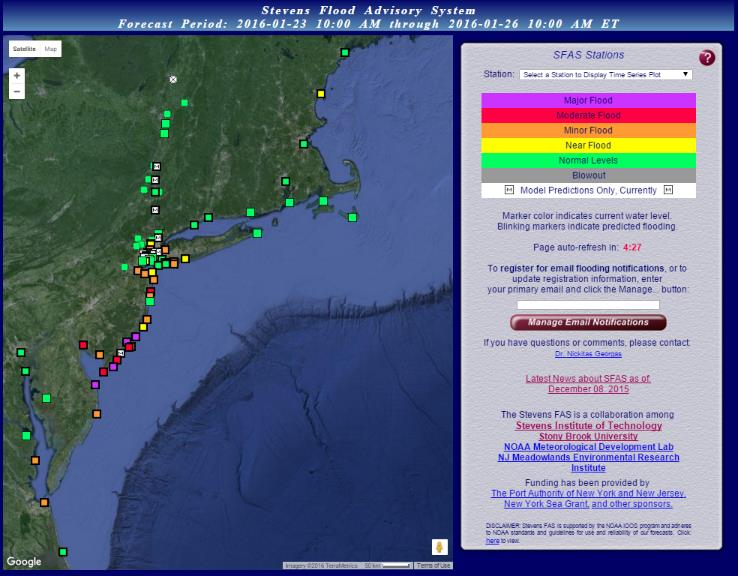 Stevens Flood Advisory System
Forecast Period: 2016-01-23 10:00 AM through 2016-01-26 10:00 AM ET
Satellite Map
+
−
SFAS Stations
?
Station: Select a Station to Display Time Series Plot
Major Flood
Moderate Flood
Minor Flood
Near Flood
Normal Levels
Blowout
M Model Predictions Only, Currently M
Marker color indicates current water level.
Blinking markers indicate predicted flooding.
Page auto-refresh in: 4:27
To register for email flooding notifications, or to
update registration information, enter
your primary email and click the Manage... button:
Manage Email Notifications
If you have questions or comments, please contact:
Dr. Nickitas Georgas
Latest News about SFAS as of:
December 08, 2015
The Stevens FAS is a collaboration among
Stevens Institute of Technology
Stony Brook University
NOAA Meteorological Development Lab
NJ Meadowlands Environmental Research
Institute
Funding has been provided by
The Port Authority of New York and New Jersey,
New York Sea Grant, and other sponsors.
DISCLAIMER: Stevens FAS is supported by the NOAA IOOS program and adheres
to NOAA standards and guidelines for use and reliability of our forecasts. Click
here to view.
Google
Imagery ©2016 TerraMetrics 50 km Terms of Use